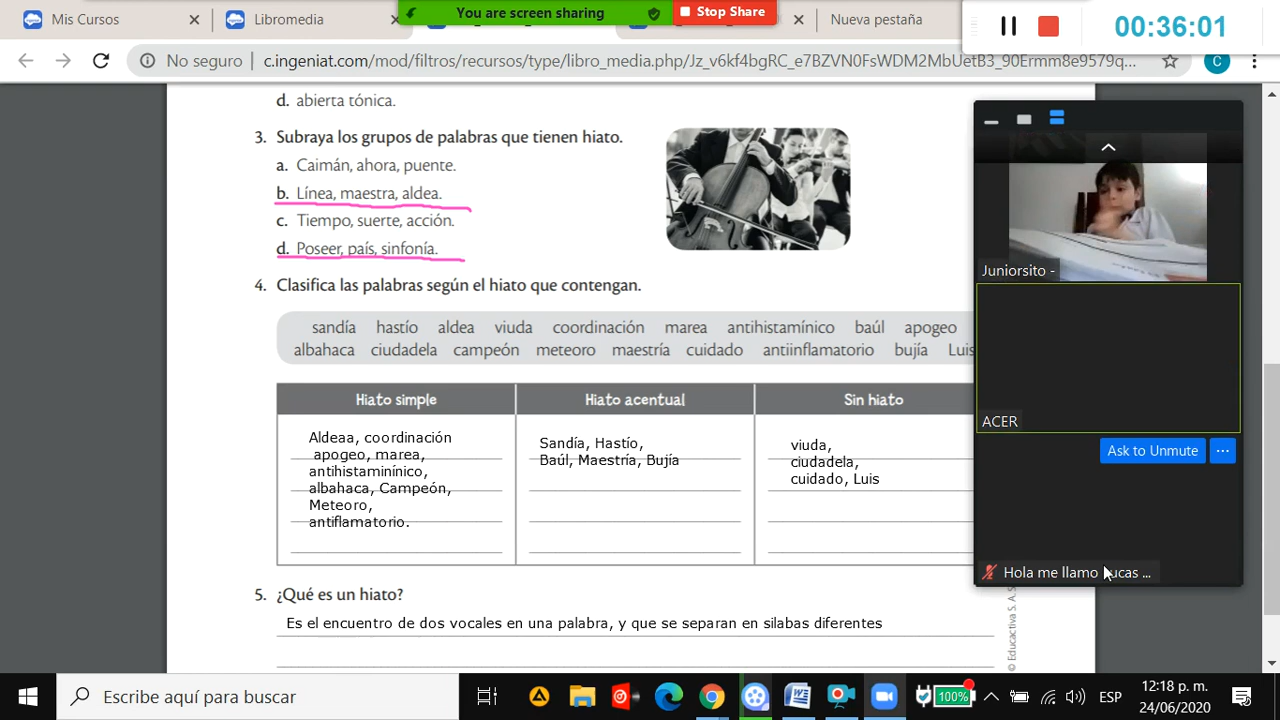 Mis Cursos
Libromedia
You are screen sharing
Stop Share
Nueva pestaña
00:36:01
No seguro
c.ingeniat.com/mod/filtros/recursos/type/libro_media.php/Jz_v6kf4bgRC_e7BZVN0FsWDM2MbUetB3_90Ermm8e9579q...
C
d. abierta tónica.
3. Subraya los grupos de palabras que tienen hiato.
a. Caimán, ahora, puente.
b. Línea, maestra, aldea.
c. Tiempo, suerte, acción.
d. Poseer, país, sinfonía.
4. Clasifica las palabras según el hiato que contengan.
sandía hastío aldea viuda coordinación marea antihistamínico baúl apogeo
albahaca ciudadela campeón meteoro maestría cuidado antiinflamatorio bujía Luis
Hiato simple
Hiato acentual
Sin hiato
Aldeaa, coordinación
apogeo, marea,
antihistaminínico,
albahaca, Campeón,
Meteoro,
antiflamatorio.
Sandía, Hastío,
Baúl, Maestría, Bujía
viuda,
ciudadela,
cuidado, Luis
5. ¿Qué es un hiato?
Es el encuentro de dos vocales en una palabra, y que se separan en silabas diferentes
© Educactiva S. A. S.
Juniorsito -
ACER
Ask to Unmute
...
Hola me llamo Lucas ...
Escribe aquí para buscar
100%
ESP
12:18 p. m.
24/06/2020